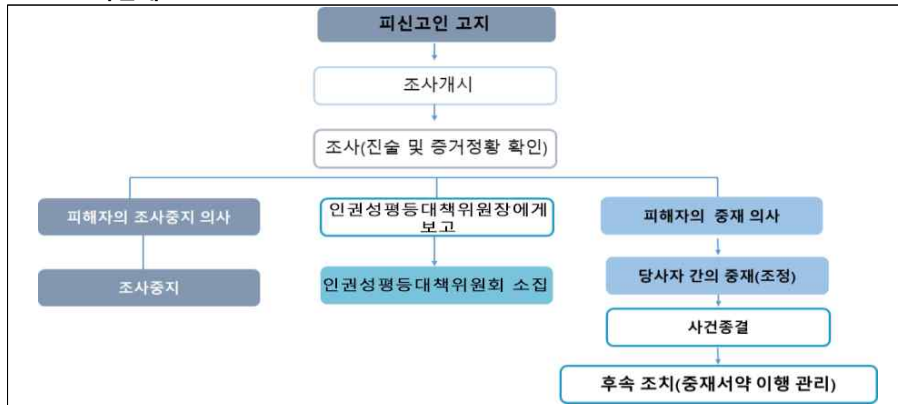 피신고인 고지
조사개시
조사(진술 및 증거정황 확인)
피해자의 조사중지 의사
조사중지
인권성평등대책위원장에게
보고
인권성평등대책위원회 소집
피해자의 중재 의사
당사자 간의 중재(조정)
사건종결
후속 조치(중재서약 이행 관리)